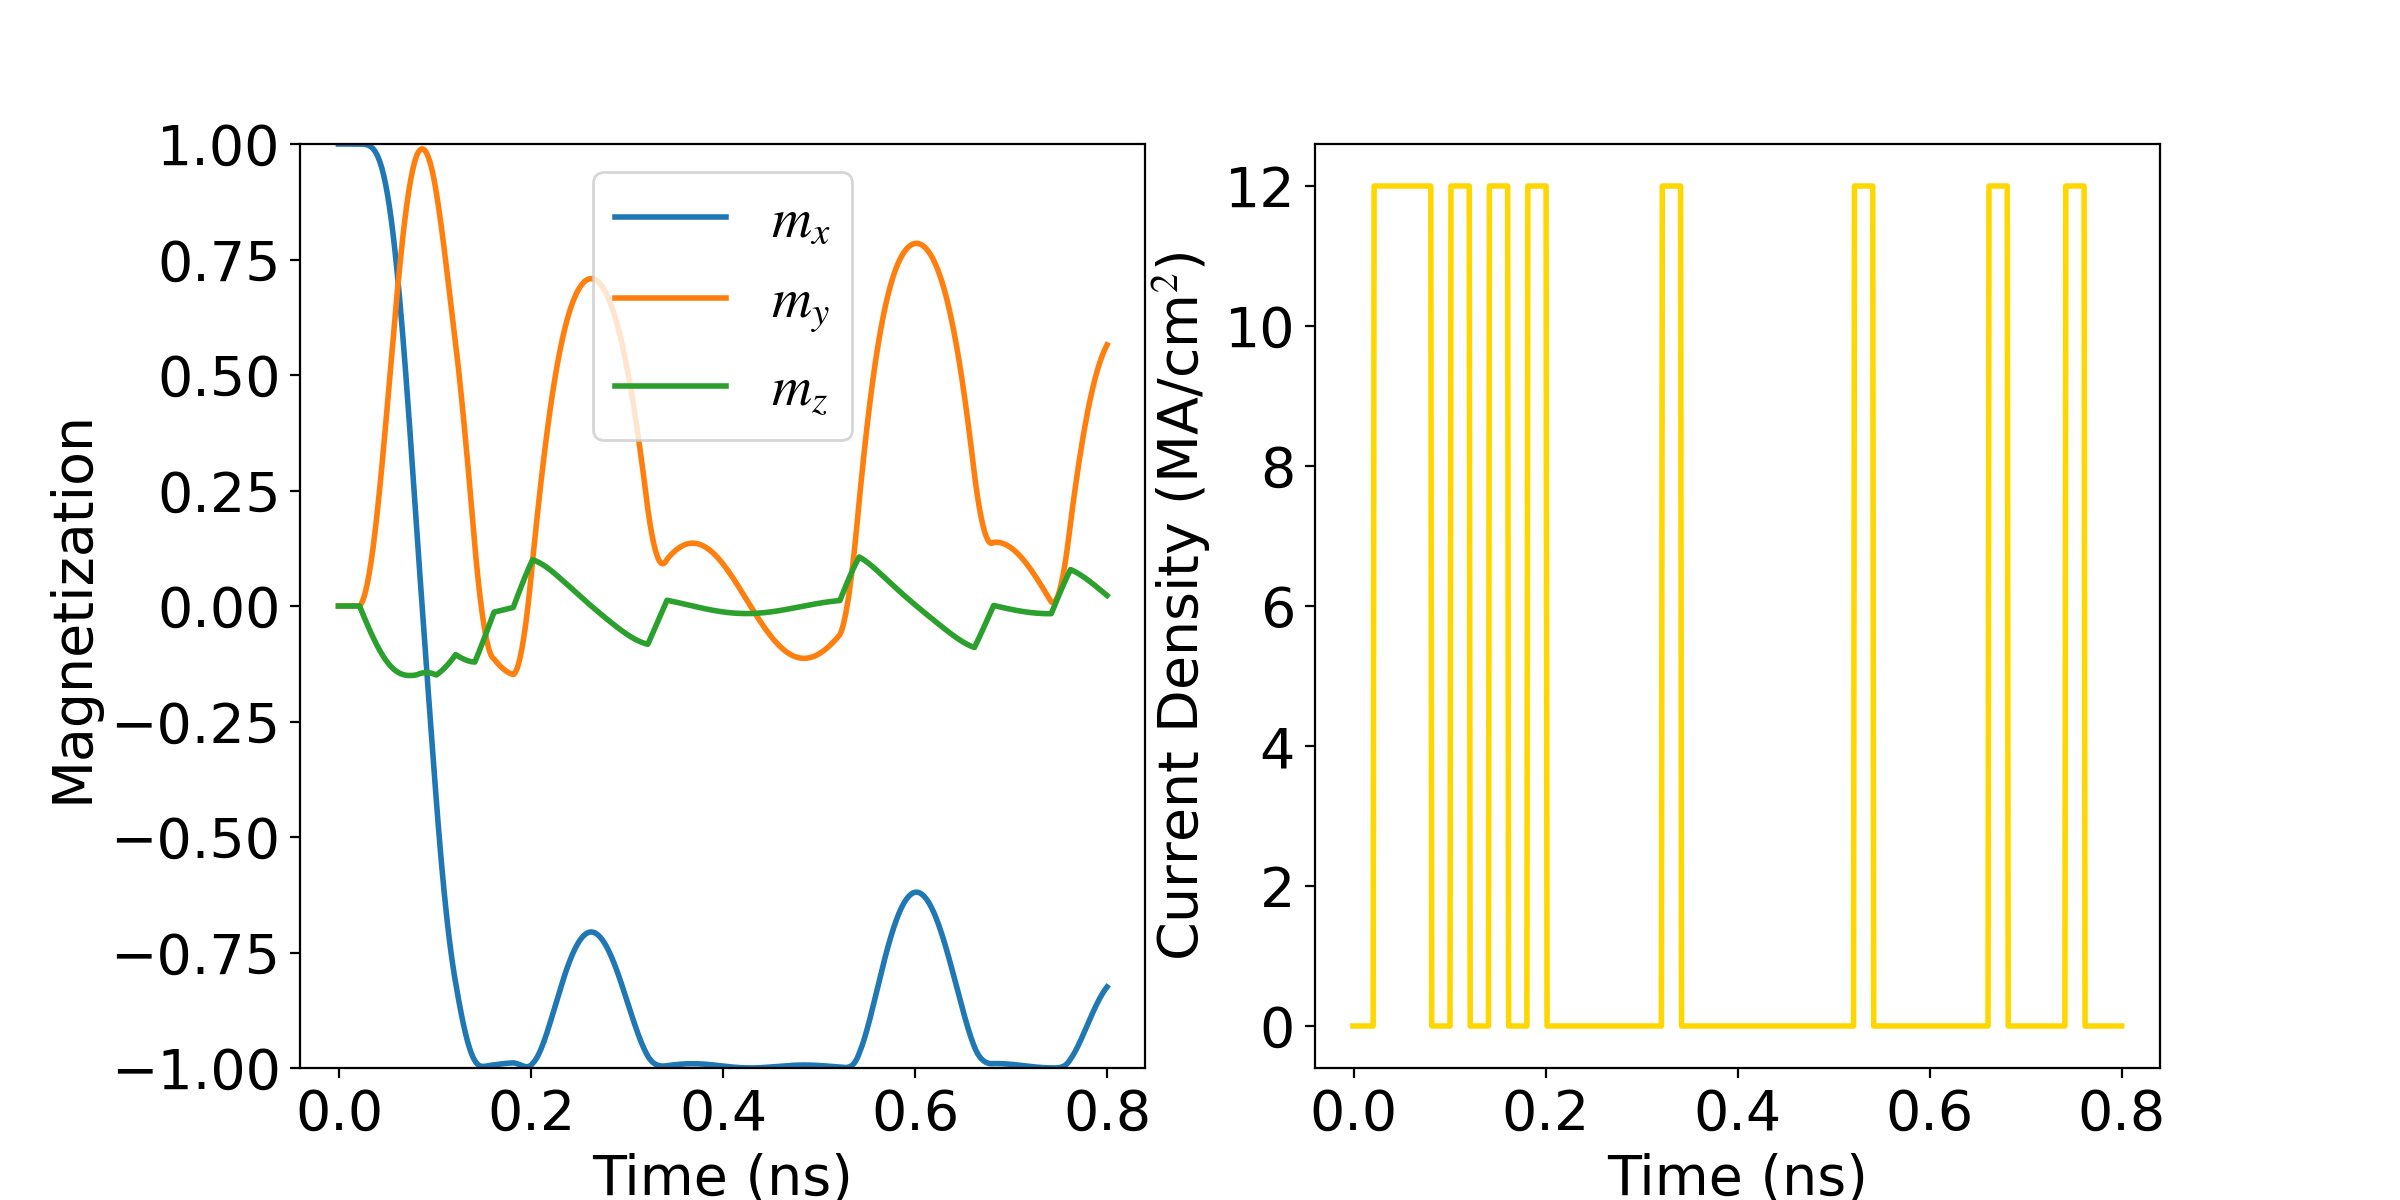 Magnetization
1.00
0.75
0.50
0.25
0.00
−0.25
−0.50
−0.75
−1.00
0.0 0.2 0.4 0.6 0.8
Time (ns)
m_x
m_y
m_z
Current Density (MA/cm²)
12
10
8
6
4
2
0
0.0 0.2 0.4 0.6 0.8
Time (ns)